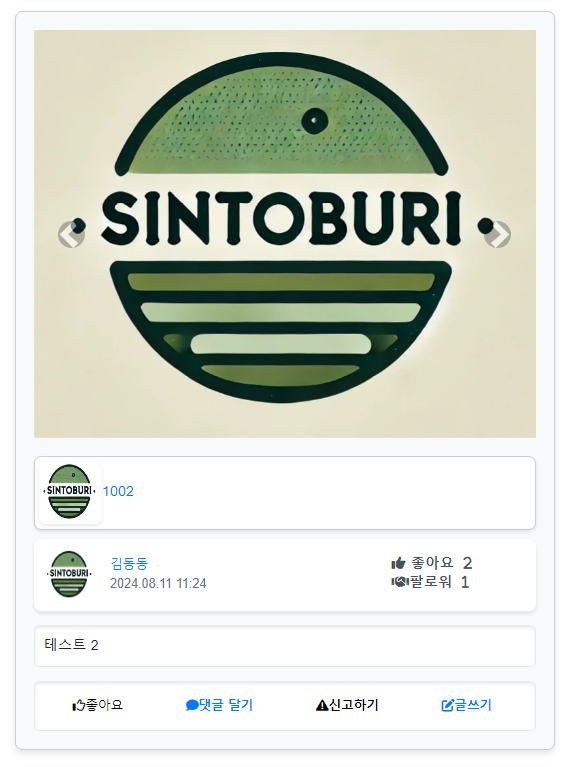 SINTOBURI
SINTOBURI
1002
SINTOBURI
김동동
2024.08.11 11:24
좋아요 2
팔로워 1
테스트 2
좋아요 댓글 달기 신고하기 글쓰기